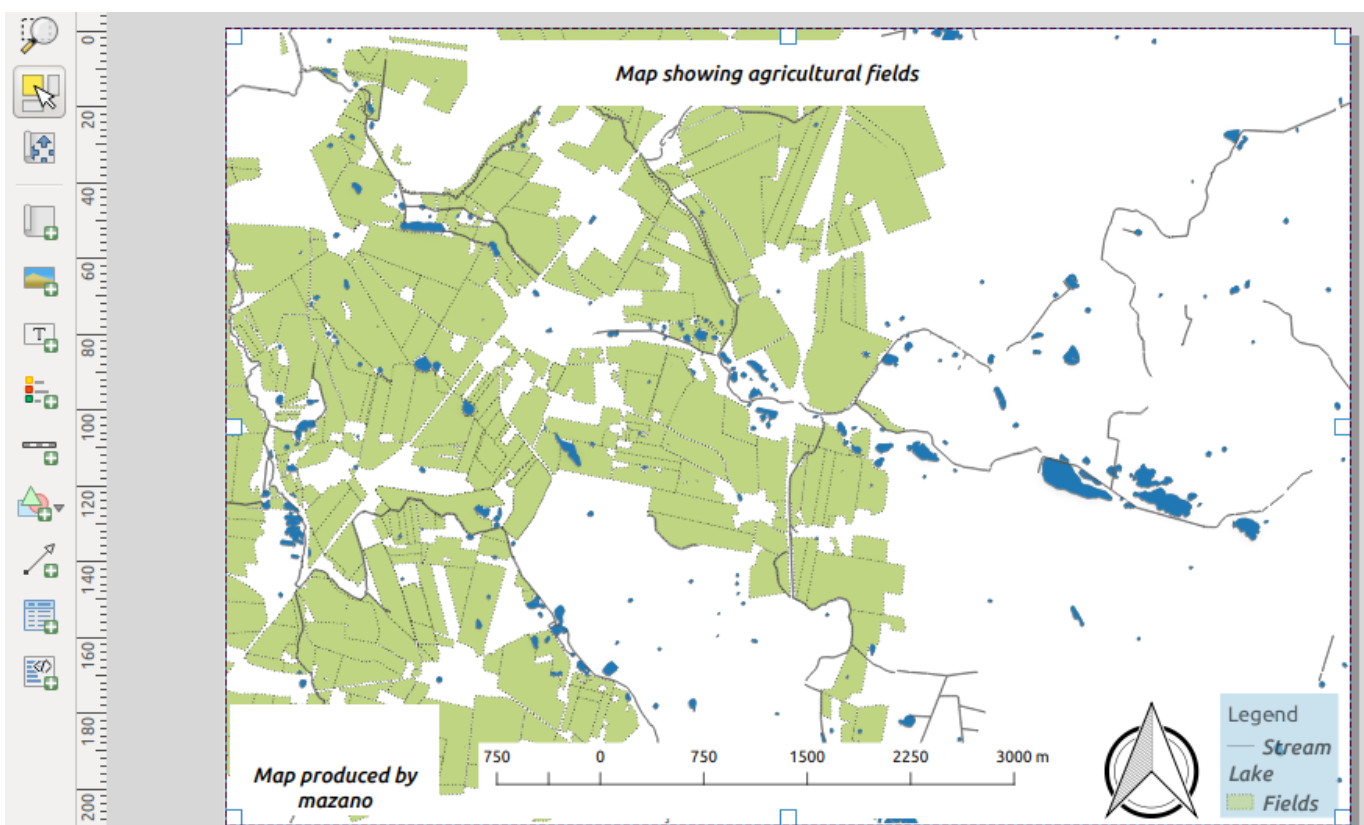 Map showing agricultural fields
0
20
40
60
80
100
120
140
160
180
200
T
Map produced by
mazano
750 0 750 1500 2250 3000 m
Legend
Stream
Lake
Fields